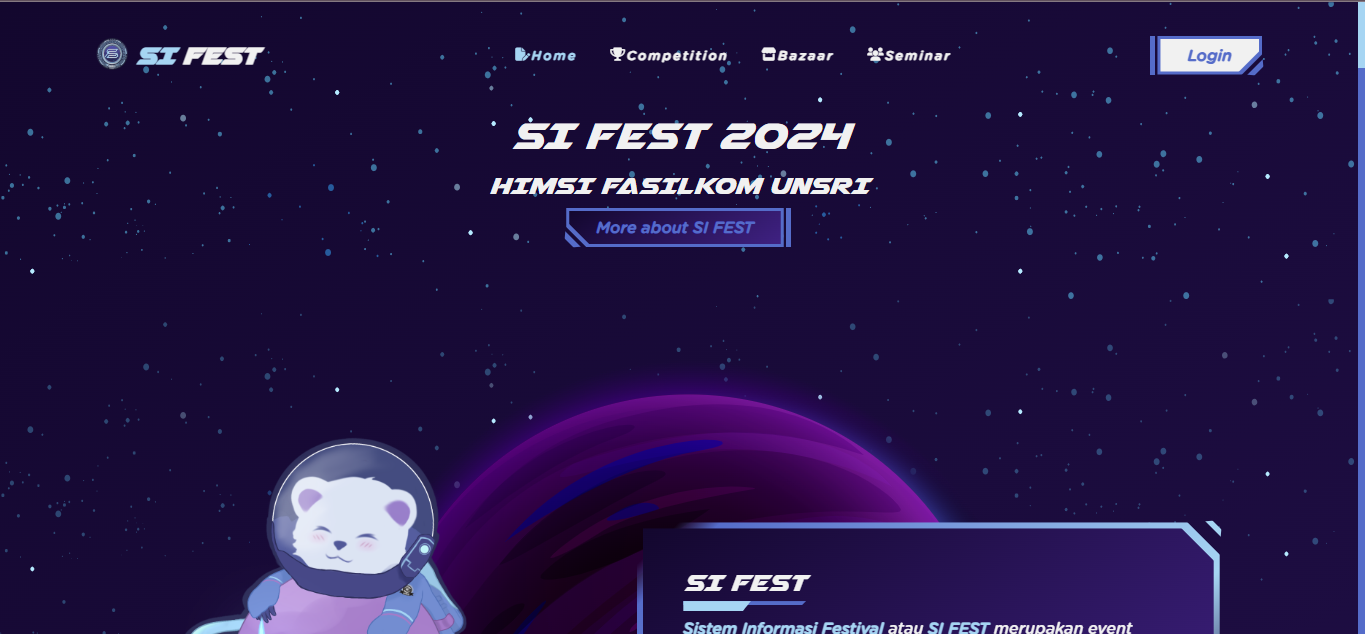 SI FEST
Home
Competition
Bazaar
Seminar
Login
SI FEST 2024
HIMSI FASILKOM UNSRI
More about SI FEST
SI FEST
Sistem Informasi Festival atau SI FEST merupakan event